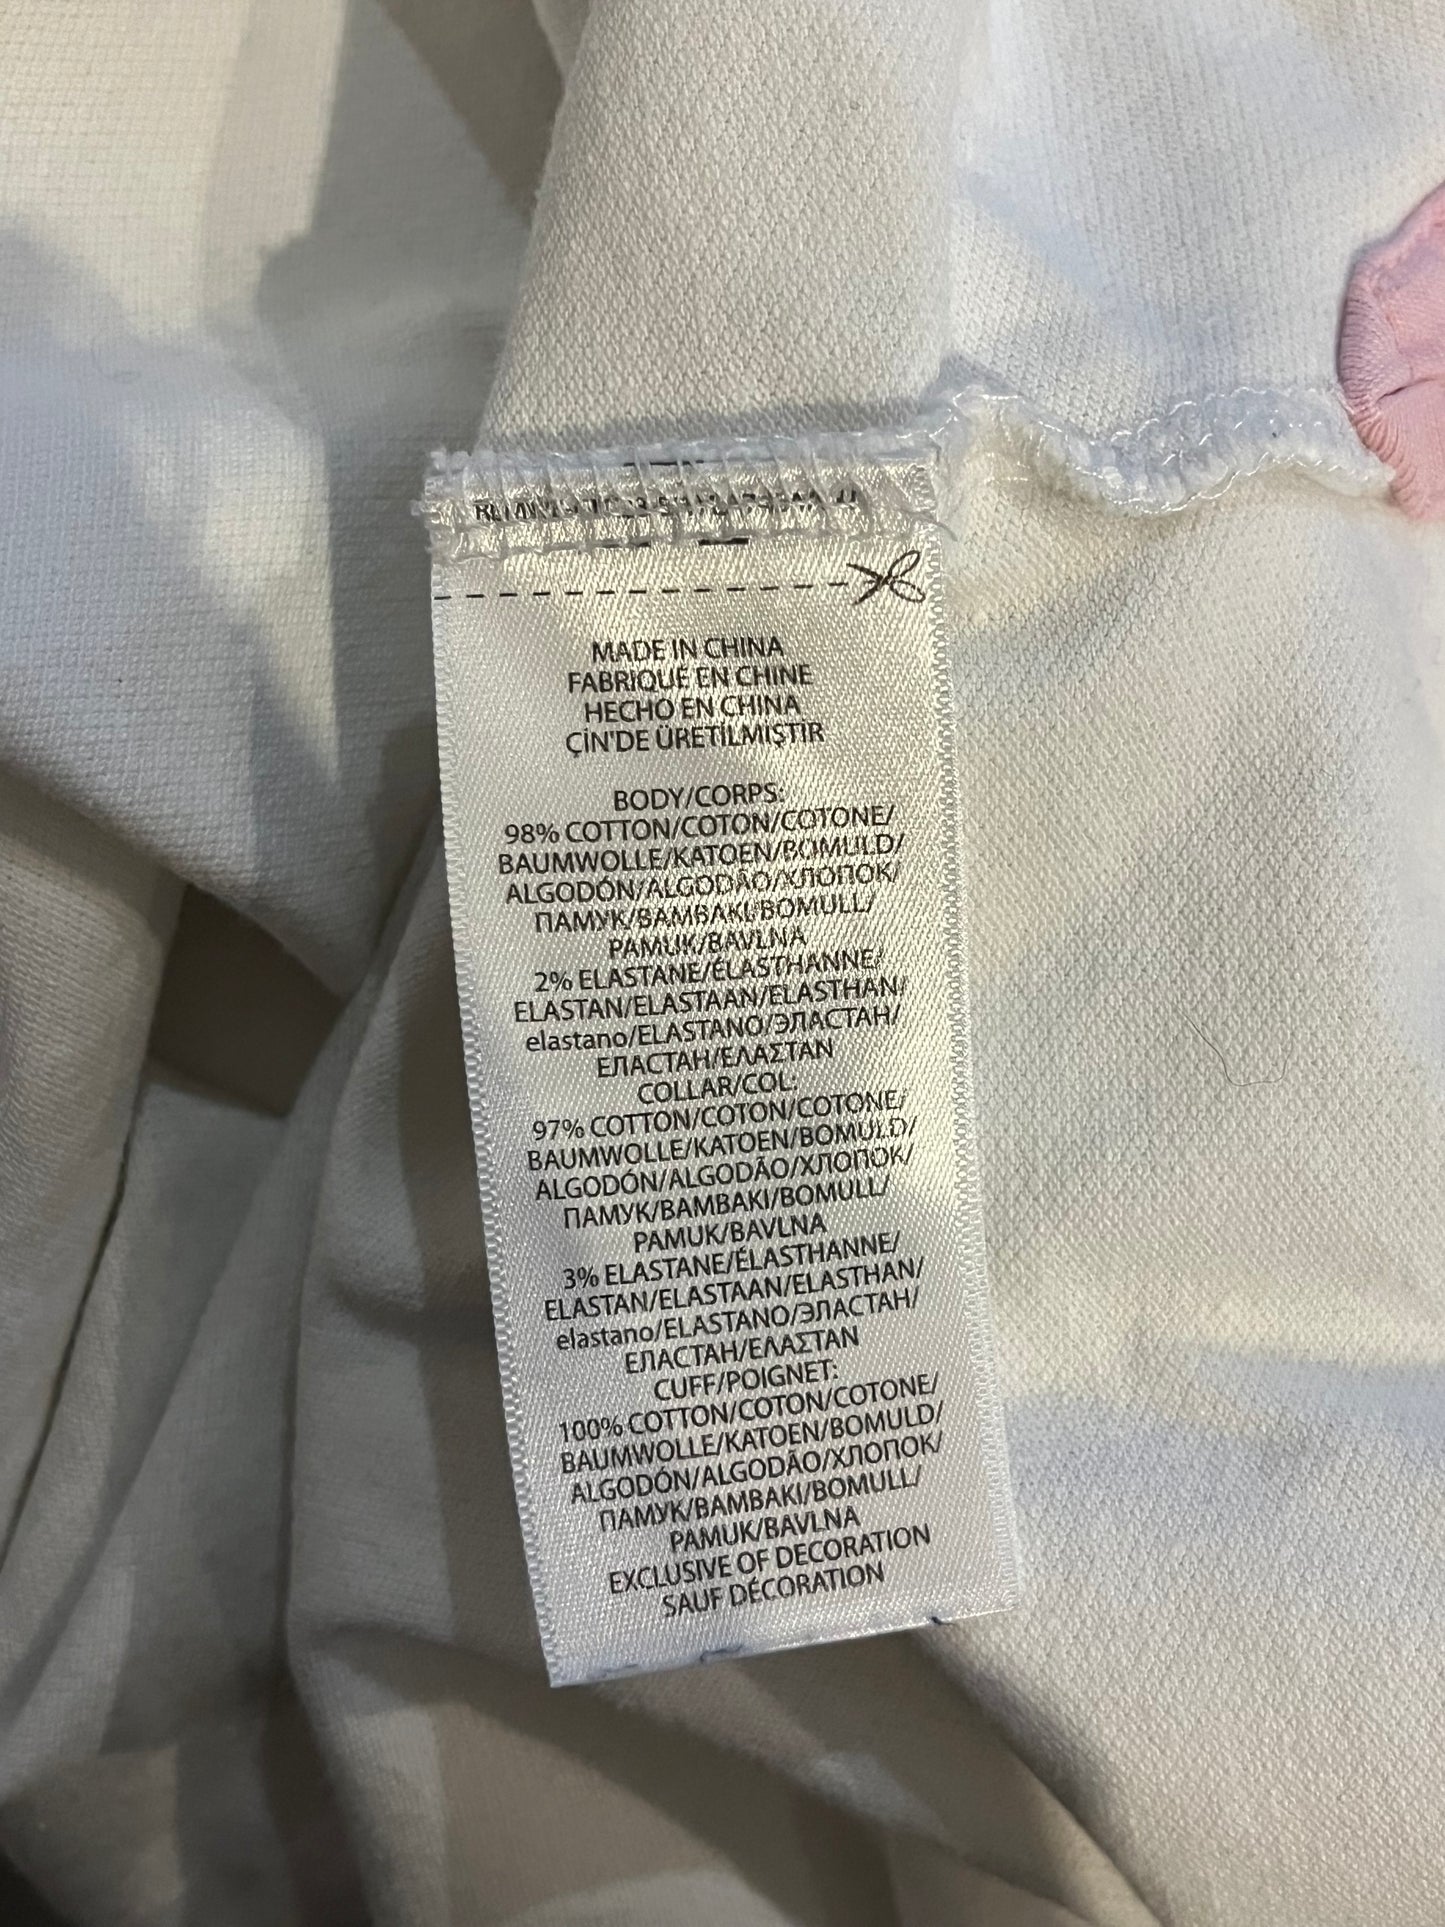 MADE IN CHINA
FABRIQUÉ EN CHINE
HECHO EN CHINA
ÇİN'DE ÜRETİLMİŞTİR
BODY/CORPS:
98% COTTON/COTON/COTONE/
BAUMWOLLE/KATOEN/BOMULD/
ALGODÓN/ALGODÃO/ХЛОПОК/
ПАМУК/BAMBAKI/BOMULL/
PAMUK/BAVLNA
2% ELASTANE/ÉLASTHANNE/
ELASTAN/ELASTAAN/ELASTHAN/
elastano/ELASTANO/ЭЛАСТАН/
ЕЛАСТАН/ΕΛΑΣΤΑΝ
COLLAR/COL:
97% COTTON/COTON/COTONE/
BAUMWOLLE/KATOEN/BOMULD/
ALGODÓN/ALGODÃO/ХЛОПОК/
ПАМУК/BAMBAKI/BOMULL/
PAMUK/BAVLNA
3% ELASTANE/ÉLASTHANNE/
ELASTAN/ELASTAAN/ELASTHAN/
elastano/ELASTANO/ЭЛАСТАН/
ЕЛАСТАН/ΕΛΑΣΤΑΝ
CUFF/POIGNET:
100% COTTON/COTON/COTONE/
BAUMWOLLE/KATOEN/BOMULD/
ALGODÓN/ALGODÃO/ХЛОПОК/
ПАМУК/BAMBAKI/BOMULL/
PAMUK/BAVLNA
EXCLUSIVE OF DECORATION
SAUF DÉCORATION